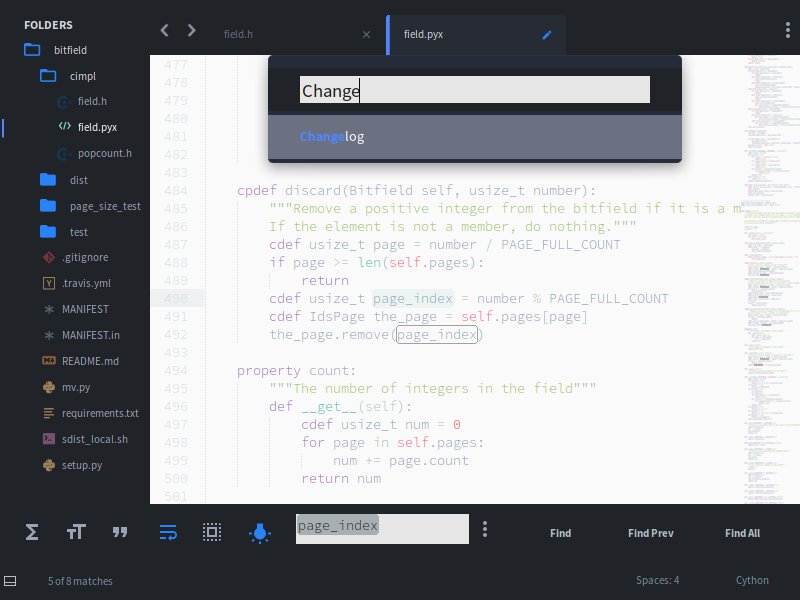 FOLDERS
bitfield
cimpl
field.h
field.pyx
popcount.h
dist
page_size_test
test
.gitignore
.travis.yml
MANIFEST
MANIFEST.in
README.md
mv.py
requirements.txt
sdist_local.sh
setup.py
field.h
field.pyx
Change
Changelog
477
478
479
480
481
482
483
484 cpdef discard(Bitfield self, usize_t number):
485 """Remove a positive integer from the bitfield if it is a m
486 If the element is not a member, do nothing."""
487 cdef usize_t page = number / PAGE_FULL_COUNT
488 if page >= len(self.pages):
489 return
490 cdef usize_t page_index = number % PAGE_FULL_COUNT
491 cdef IdsPage the_page = self.pages[page]
492 the_page.remove(page_index)
493
494 property count:
495 """The number of integers in the field"""
496 def __get__(self):
497 cdef usize_t num = 0
498 for page in self.pages:
499 num += page.count
500 return num
501
page_index
Find
Find Prev
Find All
5 of 8 matches
Spaces: 4
Cython